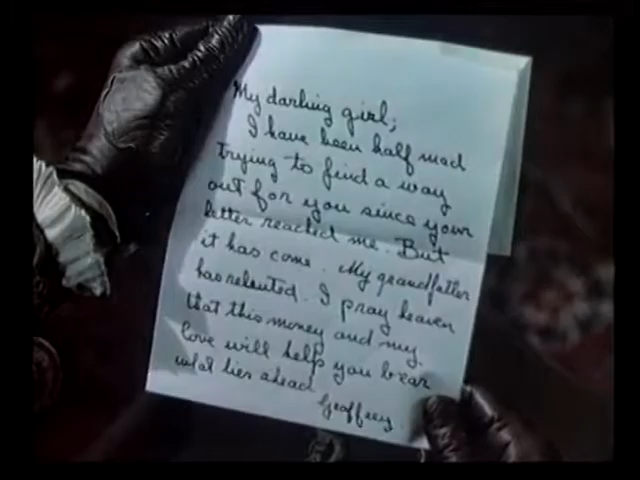 My darling girl;
I have been half mad
trying to find a way
out for you since your
letter reached me. But
it has come. My grandfather
has relented. I pray heaven
that this money and my
love will help you bear
what lies ahead.
Geoffrey